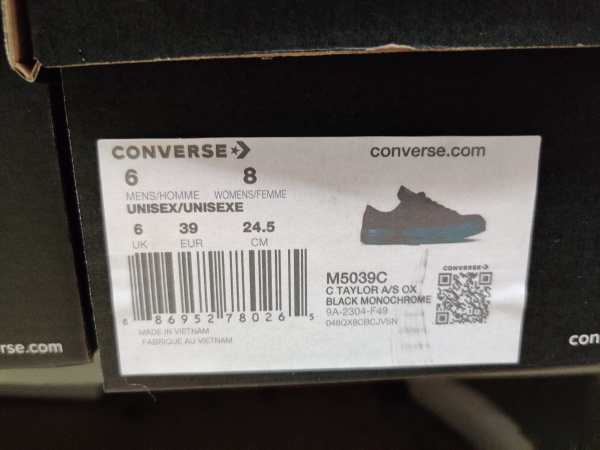 CONVERSE
converse.com
6 8
MENS/HOMME WOMENS/FEMME
UNISEX/UNISEXE
6 39 24.5
UK EUR CM
M5039C
C TAYLOR A/S OX
BLACK MONOCHROME
9A-2304-F49
048QX8CBCJVSN
CONVERSE
8 86952 78026 5
MADE IN VIETNAM
FABRIQUE AU VIETNAM
rse.com
con